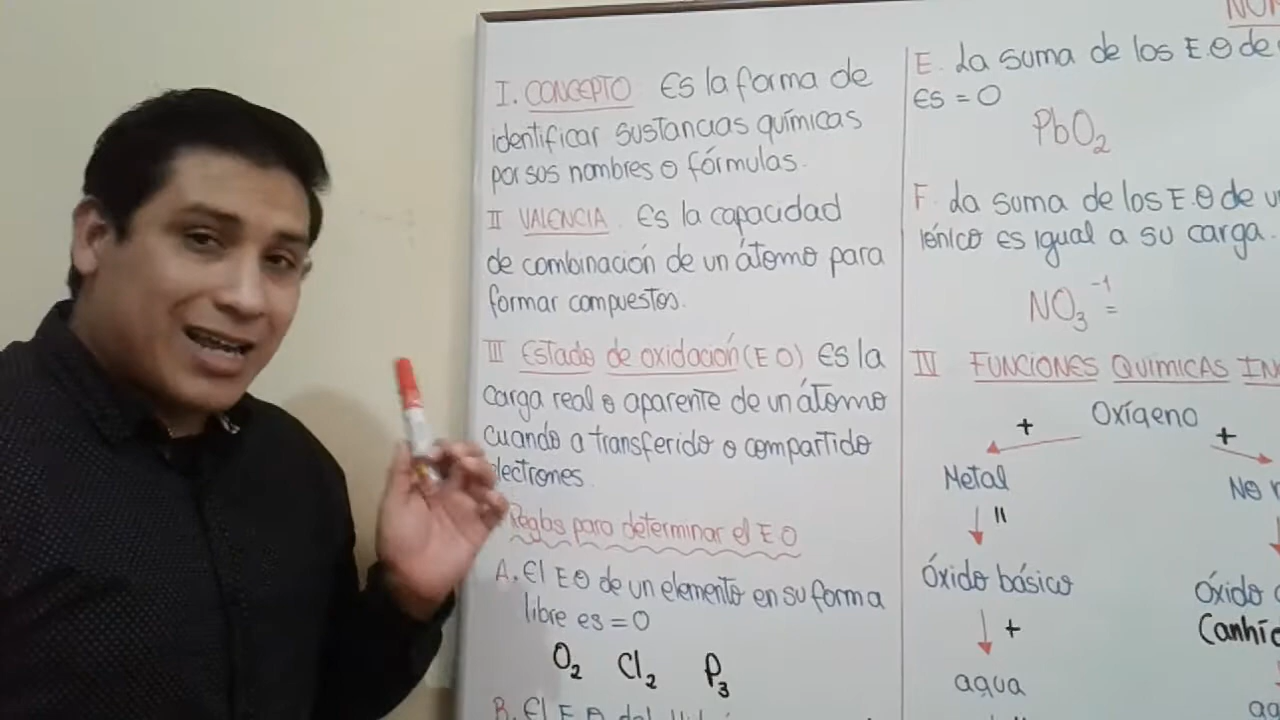 I. CONCEPTO Es la forma de
identificar sustancias químicas
por sus nombres o fórmulas.
II VALENCIA. Es la capacidad
de combinación de un átomo para
formar compuestos.
III Estado de oxidación (E O) Es la
carga real o aparente de un átomo
cuando a transferido o compartido
electrones.
Reglas para determinar el E O
A. El E O de un elemento en su forma
libre es = 0
O2 Cl2 P3
B. El E O del
E. La suma de los E.O de
es = 0
PbO2
F. La suma de los E.O de
iónico es igual a su carga.
NO3 -1 =
IV FUNCIONES QUIMICAS
Oxígeno
+ +
Metal No
||
Óxido básico Óxido
+
agua